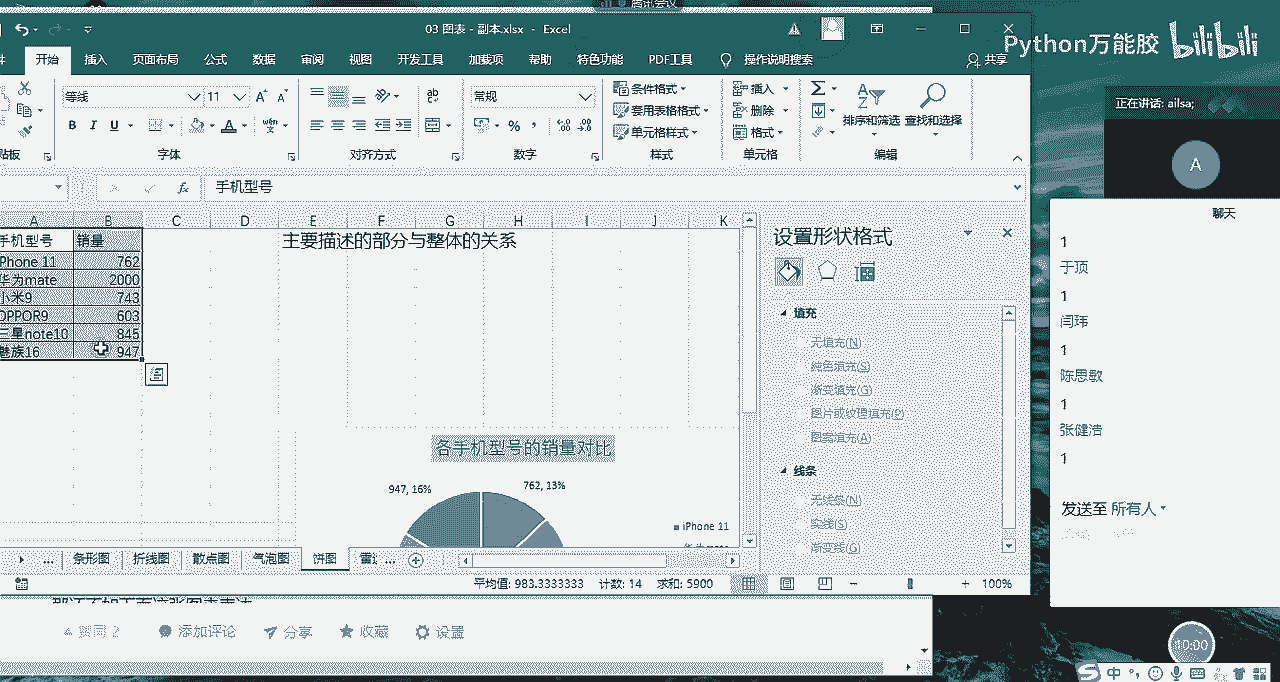 腾讯会议
03 图表 - 副本.xlsx - Excel
Python万能胶 bilibili
开始 插入 页面布局 公式 数据 审阅 视图 开发工具 加载项 帮助 特色功能 PDF工具 操作说明搜索 共享
等线 11 常规
B I U
条件格式 套用表格格式 单元格样式
插入 删除 格式
排序和筛选 查找和选择
贴板 字体 对齐方式 数字 样式 单元格 编辑
正在讲话: ailsa;
A
fx 手机型号
A B C D E F G H I J K
手机型号 销量
iPhone 11 762
华为mate 2000
小米9 743
OPPOR9 603
三星note10 845
魅族16 947
主要描述的部分与整体的关系
各手机型号的销量对比
947, 16%
762, 13%
iPhone 11
设置形状格式
填充
无填充(N)
纯色填充(S)
渐变填充(G)
图片或纹理填充(P)
图案填充(A)
线条
无线条(N)
实线(S)
渐变线(G)
聊天
1
于顶
1
闫玮
1
陈思敏
1
张健浩
1
发送至 所有人
... 条形图 折线图 散点图 气泡图 饼图 ...
平均值: 983.3333333 计数: 14 求和: 5900 100%
赞同 2 添加评论 分享 收藏 设置
10:00
中